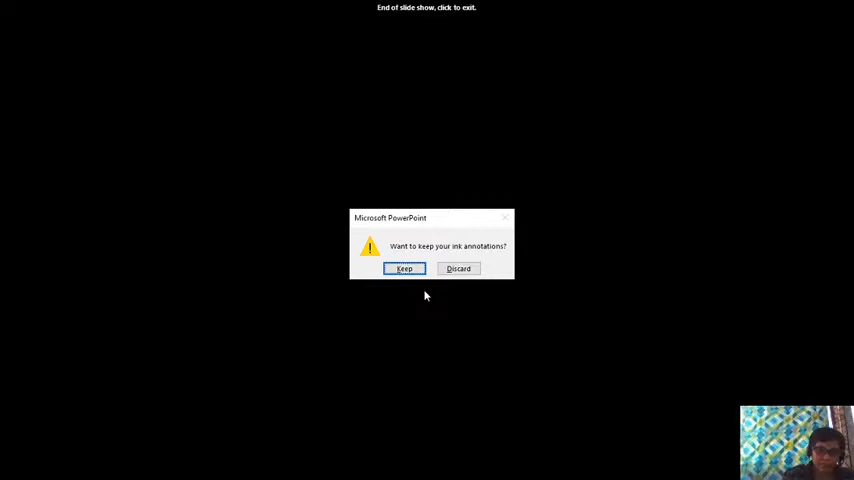 End of slide show, click to exit.
Microsoft PowerPoint
Want to keep your ink annotations?
Keep Discard